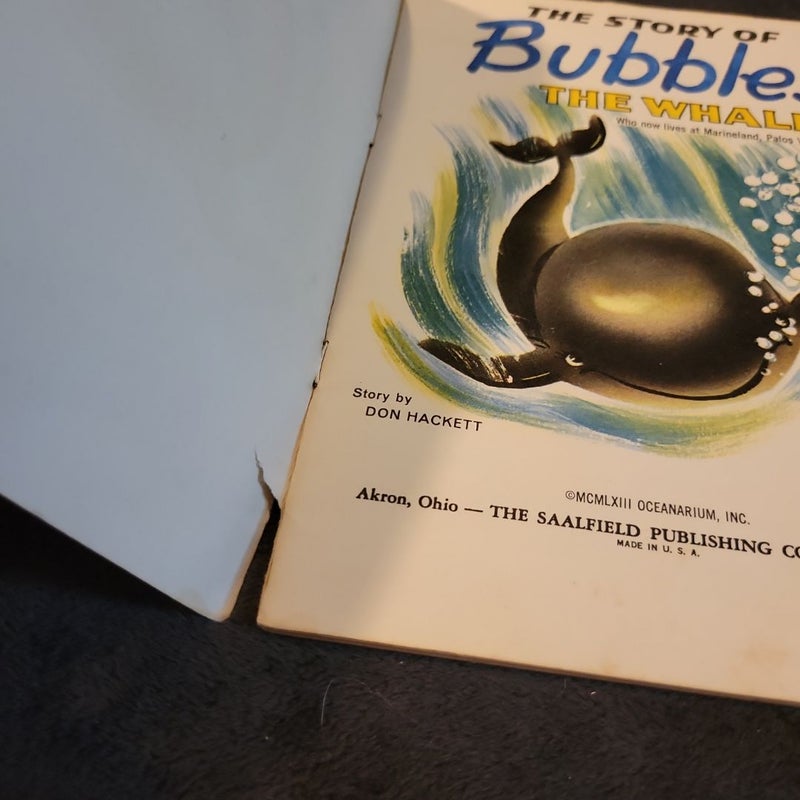 THE STORY OF
Bubbles
THE WHAL
Who now lives at Marineland, Palos
Story by
DON HACKETT
©MCMLXIII OCEANARIUM, INC.
Akron, Ohio — THE SAALFIELD PUBLISHING CO
MADE IN U. S. A.